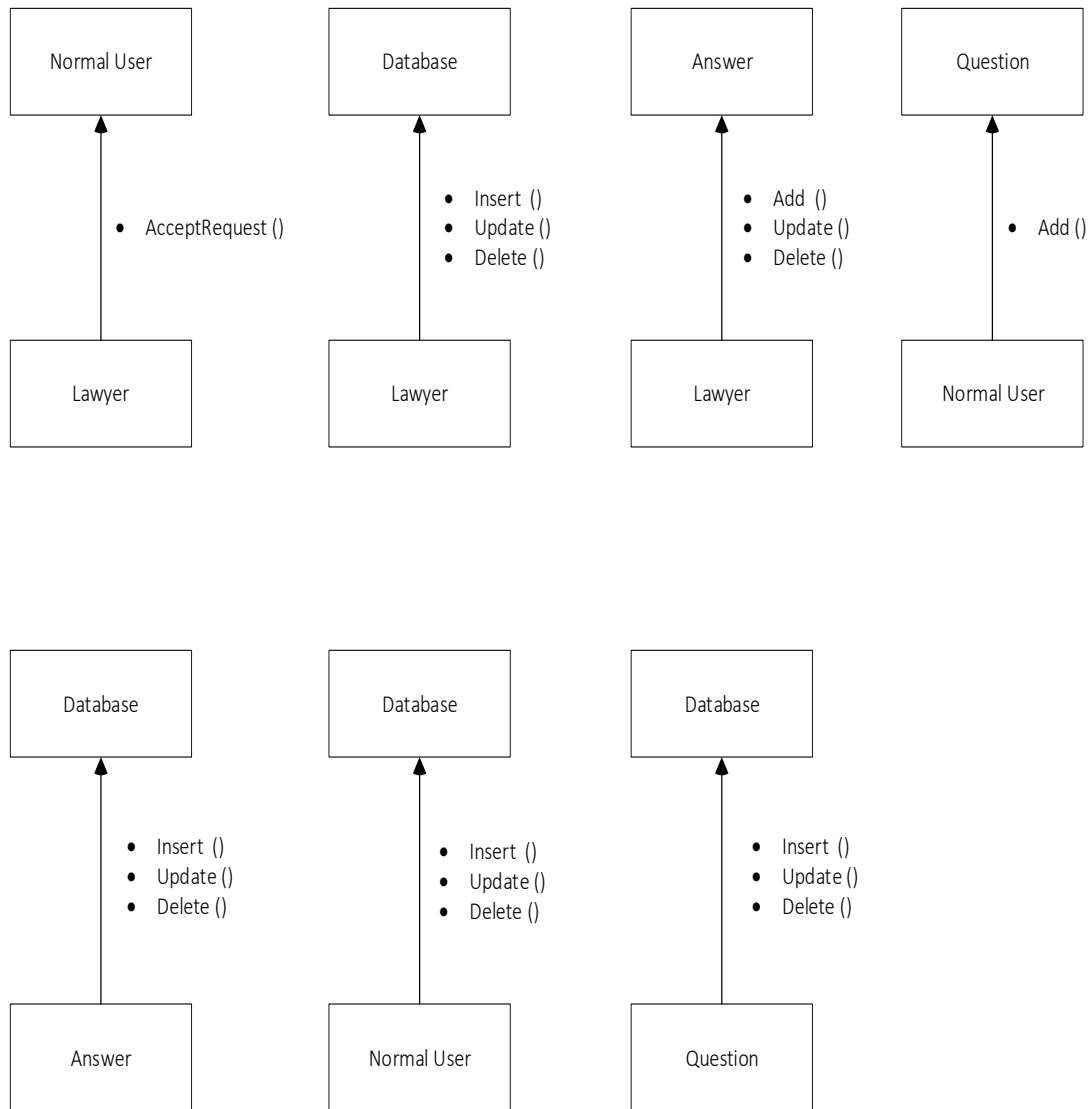 Normal User
Database
Answer
Question
• AcceptRequest ()
• Insert ()
• Update ()
• Delete ()
• Add ()
• Update ()
• Delete ()
• Add ()
Lawyer
Lawyer
Lawyer
Normal User
Database
Database
Database
• Insert ()
• Update ()
• Delete ()
• Insert ()
• Update ()
• Delete ()
• Insert ()
• Update ()
• Delete ()
Answer
Normal User
Question